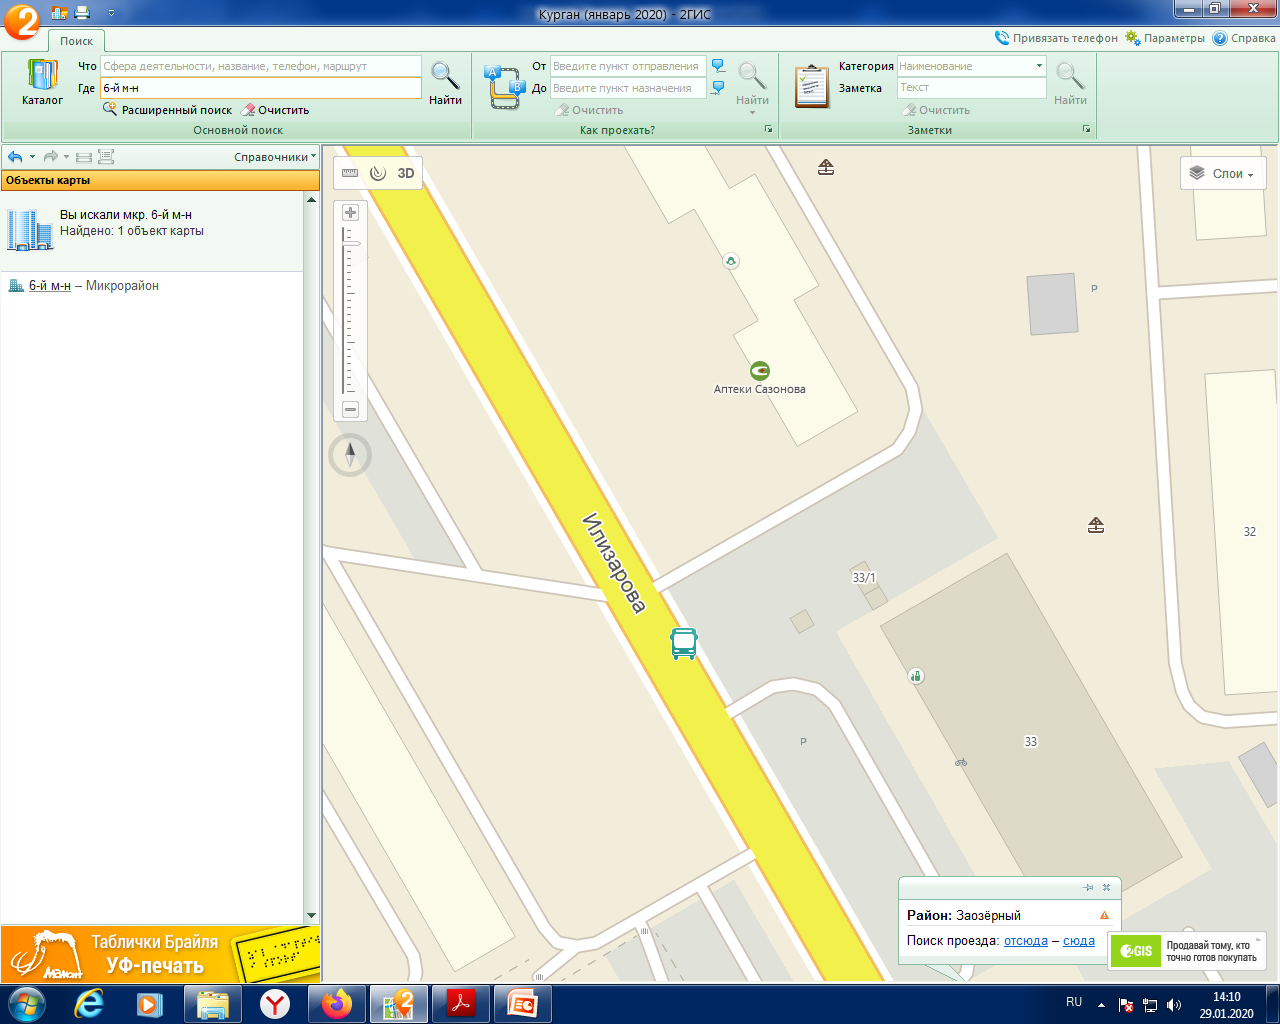 Курган (январь 2020) - 2ГИС
Поиск
Привязать телефон
Параметры
Справка
Каталог
Что
Сфера деятельности, название, телефон, маршрут
Где
6-й м-н
Расширенный поиск
Очистить
Найти
Основной поиск
От
Введите пункт отправления
До
Введите пункт назначения
Очистить
Найти
Как проехать?
Категория
Наименование
Заметка
Текст
Очистить
Найти
Заметки
Справочники
Объекты карты
Вы искали мкр. 6-й м-н
Найдено: 1 объект карты
6-й м-н – Микрорайон
3D
Слои
P
Аптеки Сазонова
Илизарова
32
33/1
33
P
Район: Заозёрный
Поиск проезда: отсюда – сюда
2GIS
Продавай тому, кто
точно готов покупать
Мамонт
Таблички Брайля
УФ-печать
RU
14:10
29.01.2020